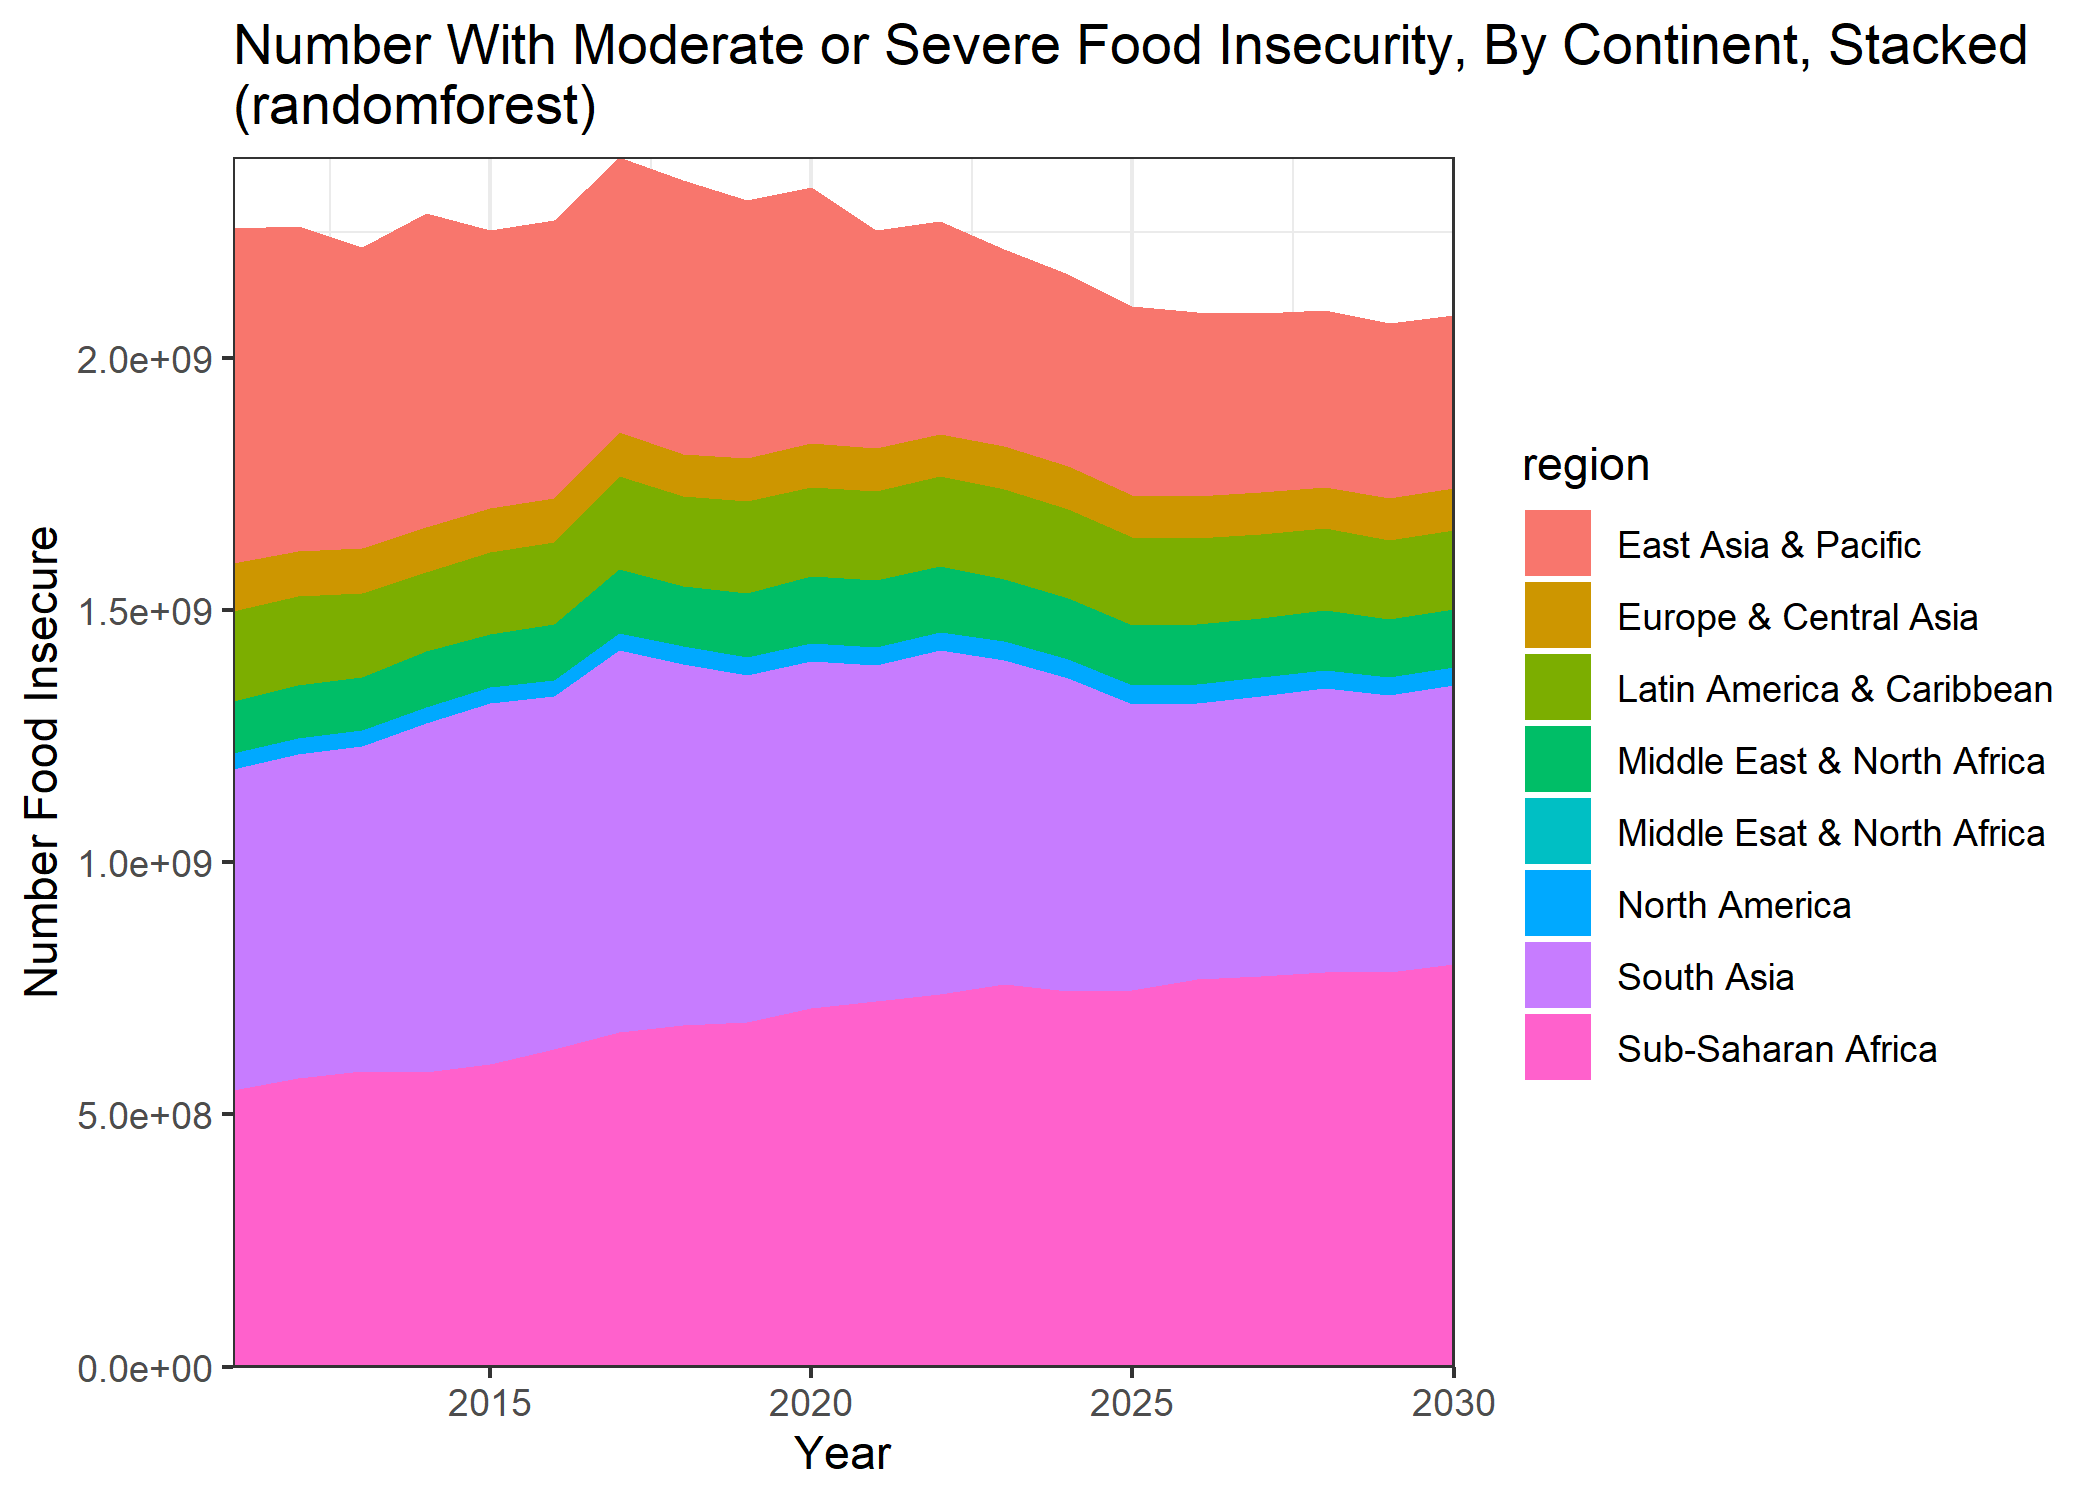 Number With Moderate or Severe Food Insecurity, By Continent, Stacked
(randomforest)
Number Food Insecure
2.0e+09
1.5e+09
1.0e+09
5.0e+08
0.0e+00
2015
2020
2025
2030
Year
region
East Asia & Pacific
Europe & Central Asia
Latin America & Caribbean
Middle East & North Africa
Middle Esat & North Africa
North America
South Asia
Sub-Saharan Africa